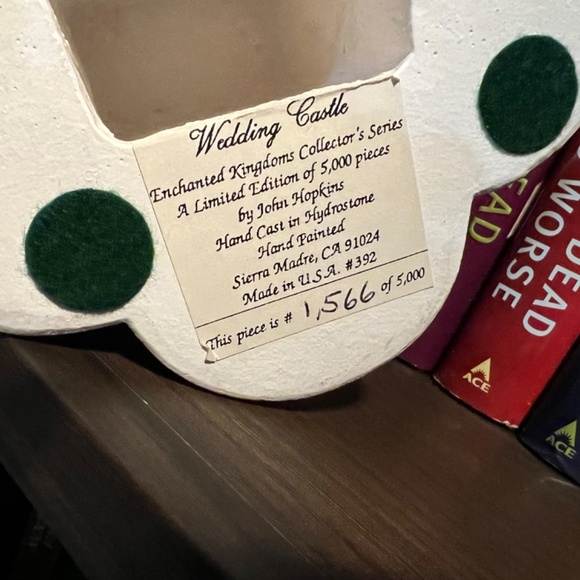 Wedding Castle
Enchanted Kingdoms Collector's Series
A Limited Edition of 5,000 pieces
by John Hopkins
Hand Cast in Hydrostone
Hand Painted
Sierra Madre, CA 91024
Made in U.S.A. #392
This piece is # 1,566 of 5,000
EAD
DEAD
WORSE
ACE
ACE